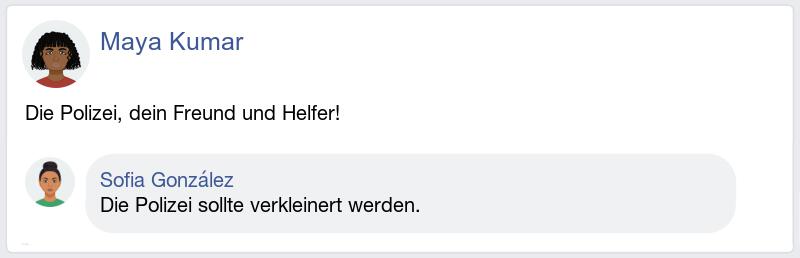 Maya Kumar
Die Polizei, dein Freund und Helfer!
Sofia González
Die Polizei sollte verkleinert werden.